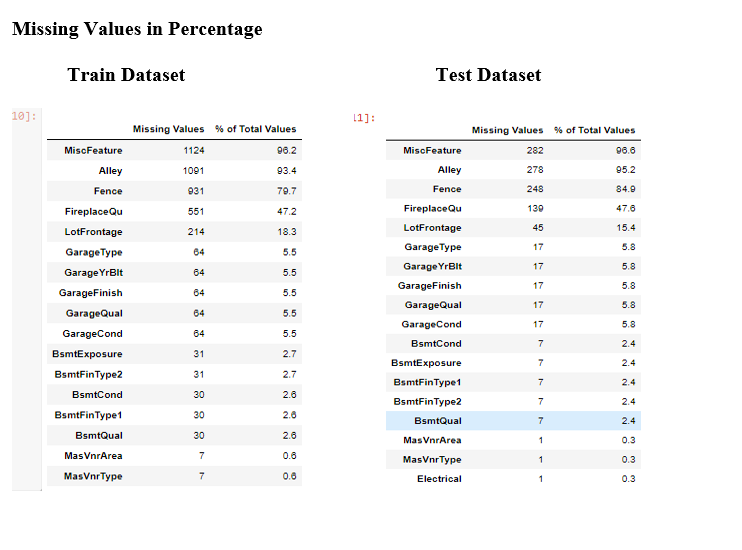 Missing Values in Percentage
Train Dataset
Test Dataset
10]:
Missing Values % of Total Values
MiscFeature 1124 96.2
Alley 1091 93.4
Fence 931 79.7
FireplaceQu 551 47.2
LotFrontage 214 18.3
GarageType 64 5.5
GarageYrBlt 64 5.5
GarageFinish 64 5.5
GarageQual 64 5.5
GarageCond 64 5.5
BsmtExposure 31 2.7
BsmtFinType2 31 2.7
BsmtCond 30 2.6
BsmtFinType1 30 2.6
BsmtQual 30 2.6
MasVnrArea 7 0.6
MasVnrType 7 0.6
11]:
Missing Values % of Total Values
MiscFeature 282 96.6
Alley 278 95.2
Fence 248 84.9
FireplaceQu 139 47.6
LotFrontage 45 15.4
GarageType 17 5.8
GarageYrBlt 17 5.8
GarageFinish 17 5.8
GarageQual 17 5.8
GarageCond 17 5.8
BsmtCond 7 2.4
BsmtExposure 7 2.4
BsmtFinType1 7 2.4
BsmtFinType2 7 2.4
BsmtQual 7 2.4
MasVnrArea 1 0.3
MasVnrType 1 0.3
Electrical 1 0.3